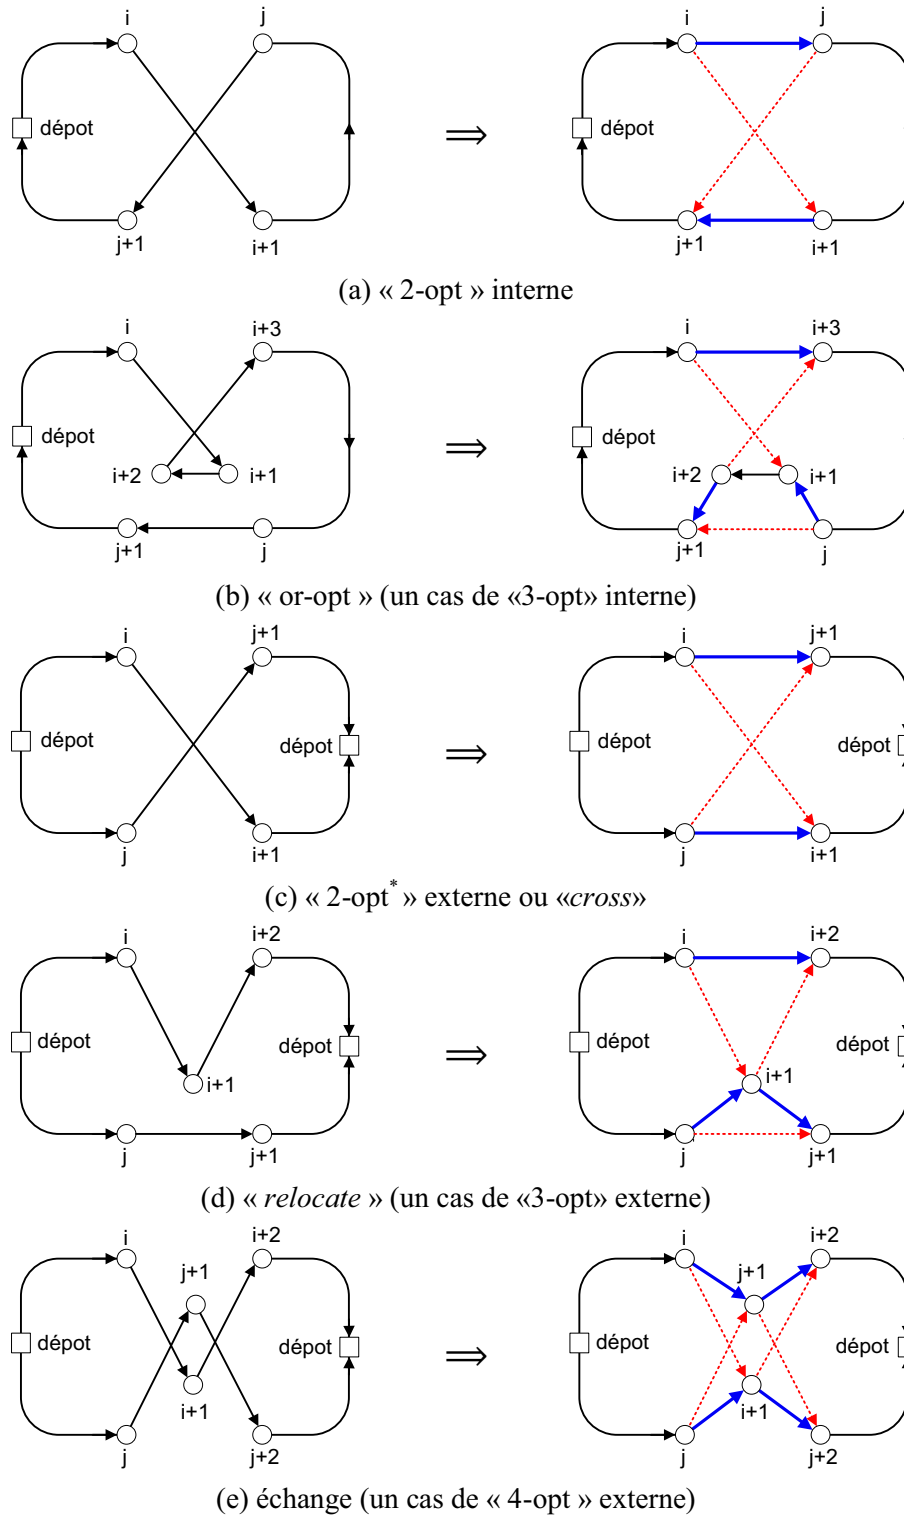 i j i j
dépot ⇒ dépot
j+1 i+1 j+1 i+1
(a) « 2-opt » interne
i i+3 i i+3
dépot ⇒ dépot
i+2 i+1 i+2 i+1
j+1 j j+1 j
(b) « or-opt » (un cas de «3-opt» interne)
i j+1 i j+1
dépot dépot ⇒ dépot dépot
j i+1 j i+1
(c) « 2-opt* » externe ou «cross»
i i+2 i i+2
dépot dépot ⇒ dépot dépot
i+1 i+1
j j+1 j j+1
(d) « relocate » (un cas de «3-opt» externe)
i i+2 i i+2
j+1 j+1
dépot dépot ⇒ dépot dépot
i+1 i+1
j j+2 j j+2
(e) échange (un cas de « 4-opt » externe)